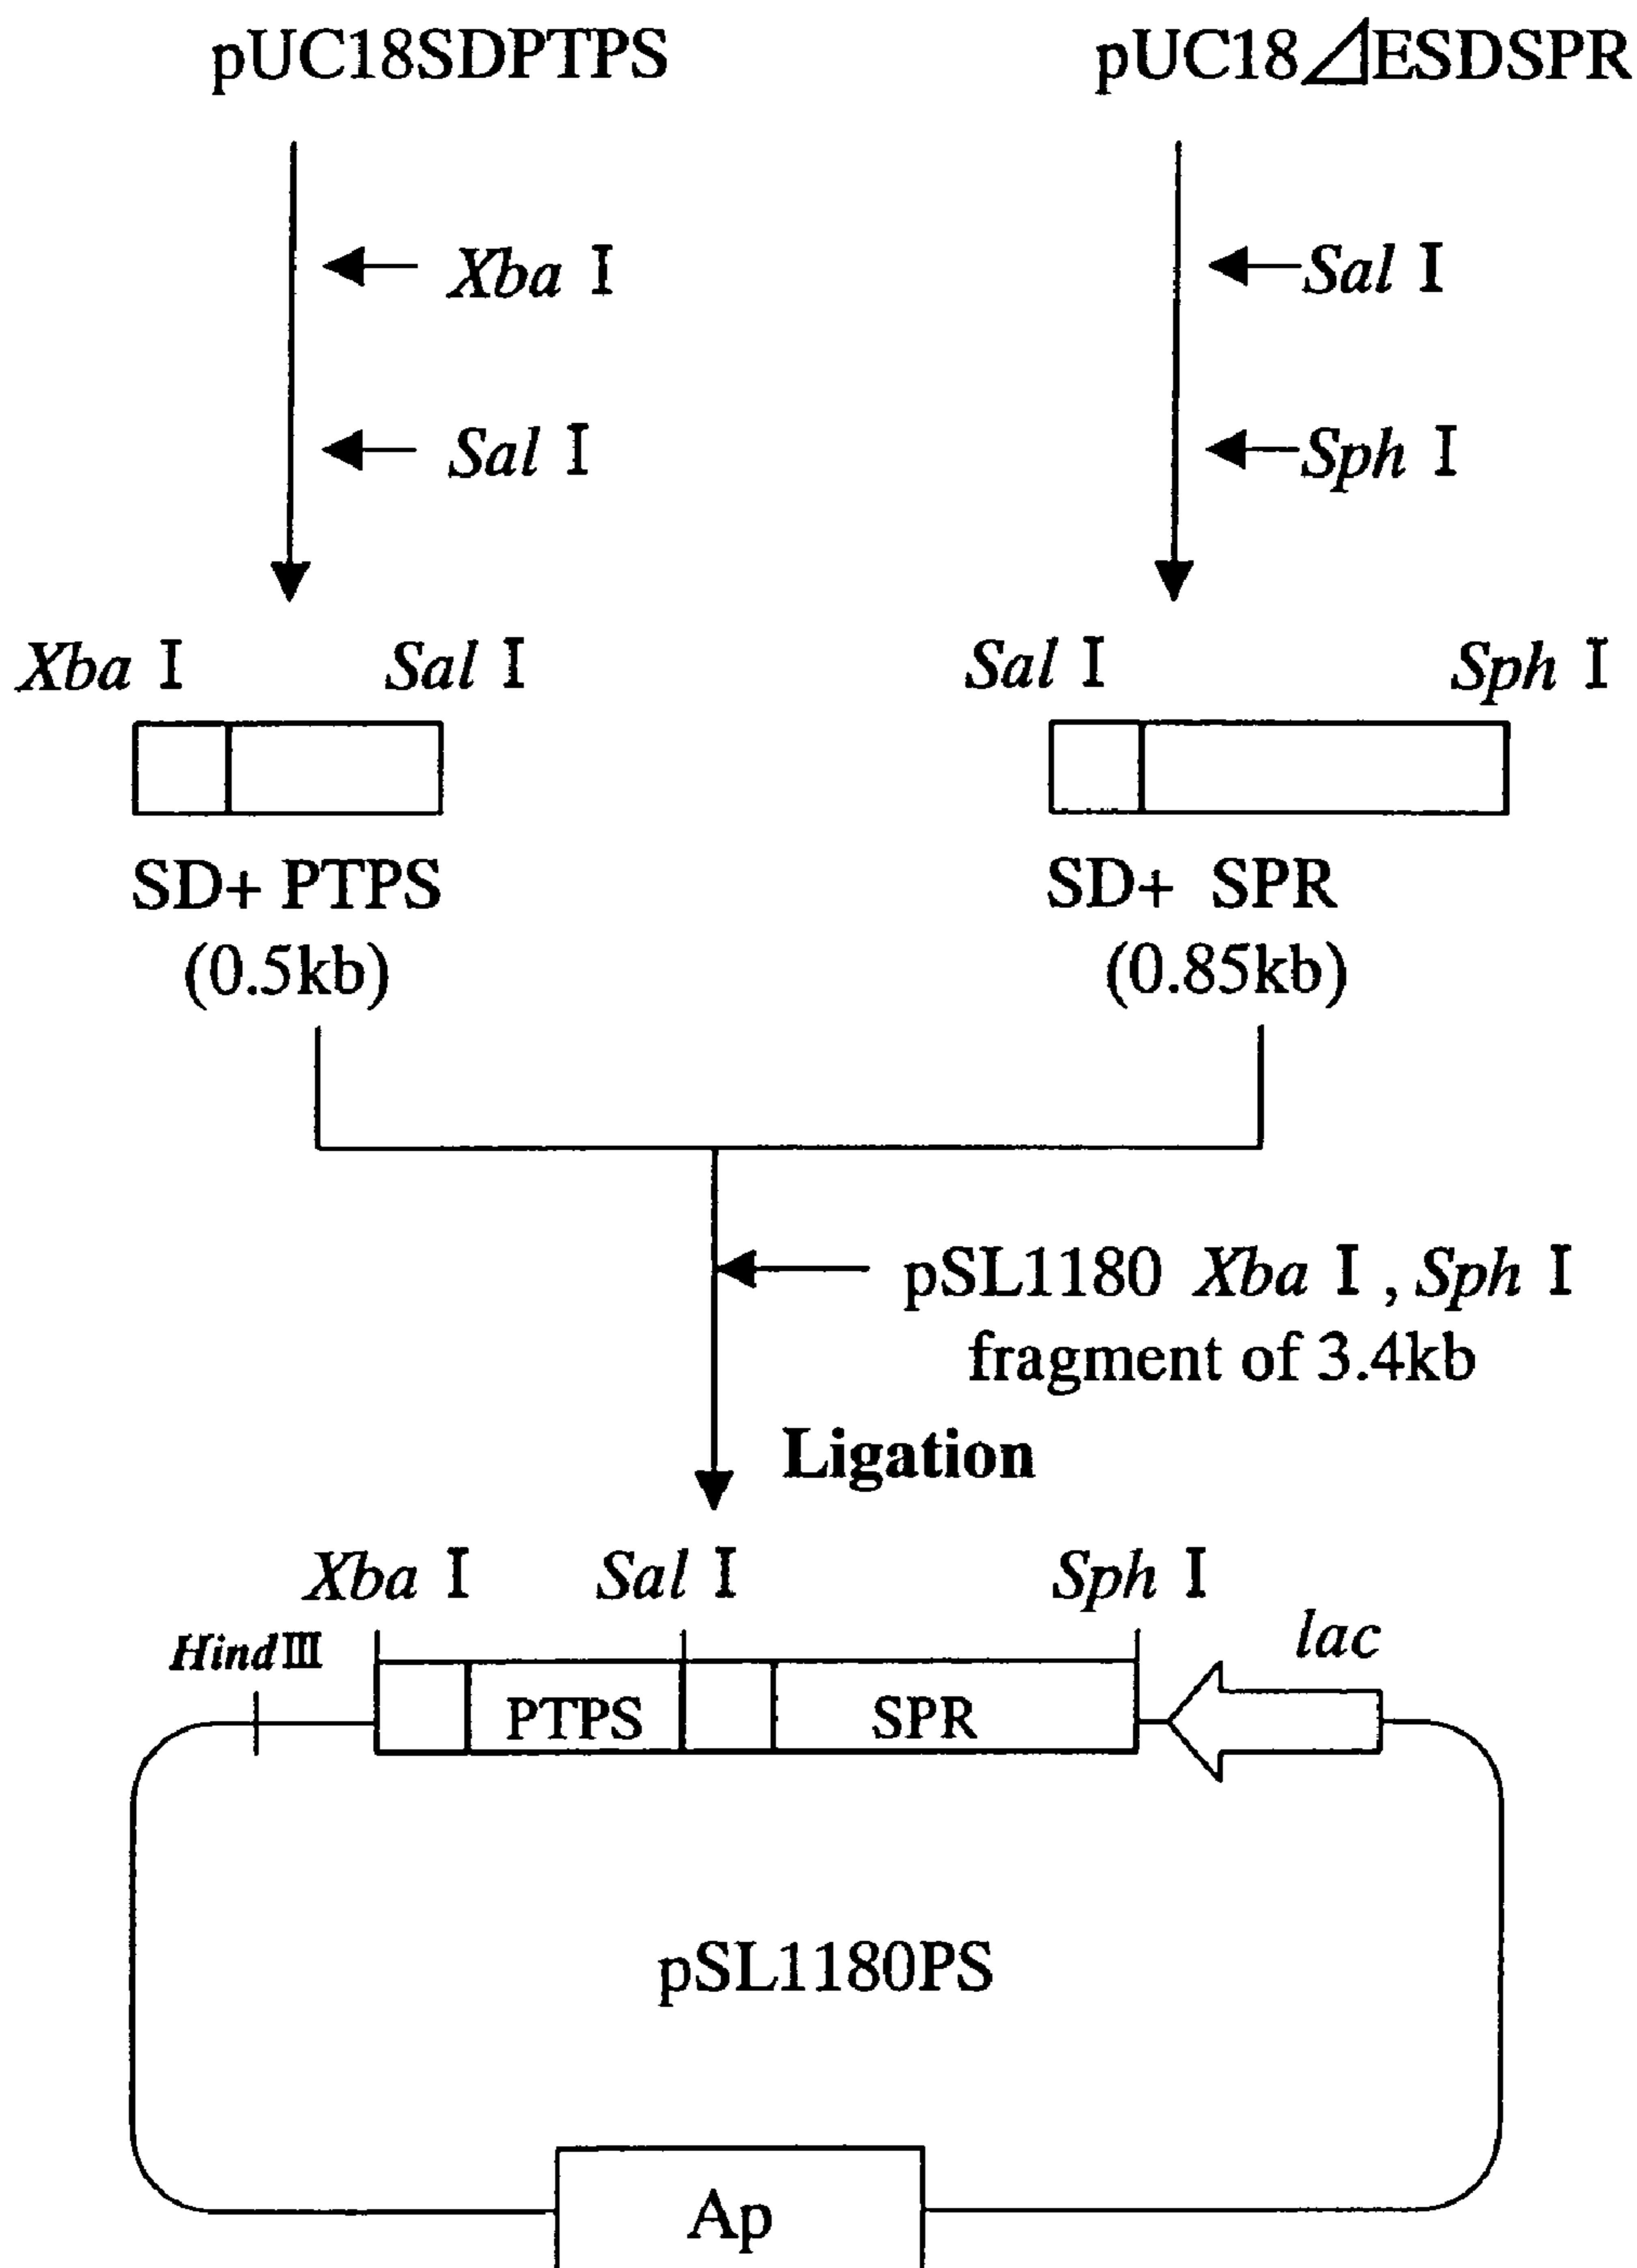 pUC18SDPTPS pUC18⊿ESDSPR
Xba Ⅰ Sal Ⅰ
Sal Ⅰ Sph Ⅰ
Xba Ⅰ Sal Ⅰ Sal Ⅰ Sph Ⅰ
SD+ PTPS SD+ SPR
(0.5kb) (0.85kb)
pSL1180 Xba Ⅰ , Sph Ⅰ
fragment of 3.4kb
Ligation
Xba Ⅰ Sal Ⅰ Sph Ⅰ
HindⅢ lac
PTPS SPR
pSL1180PS
Ap